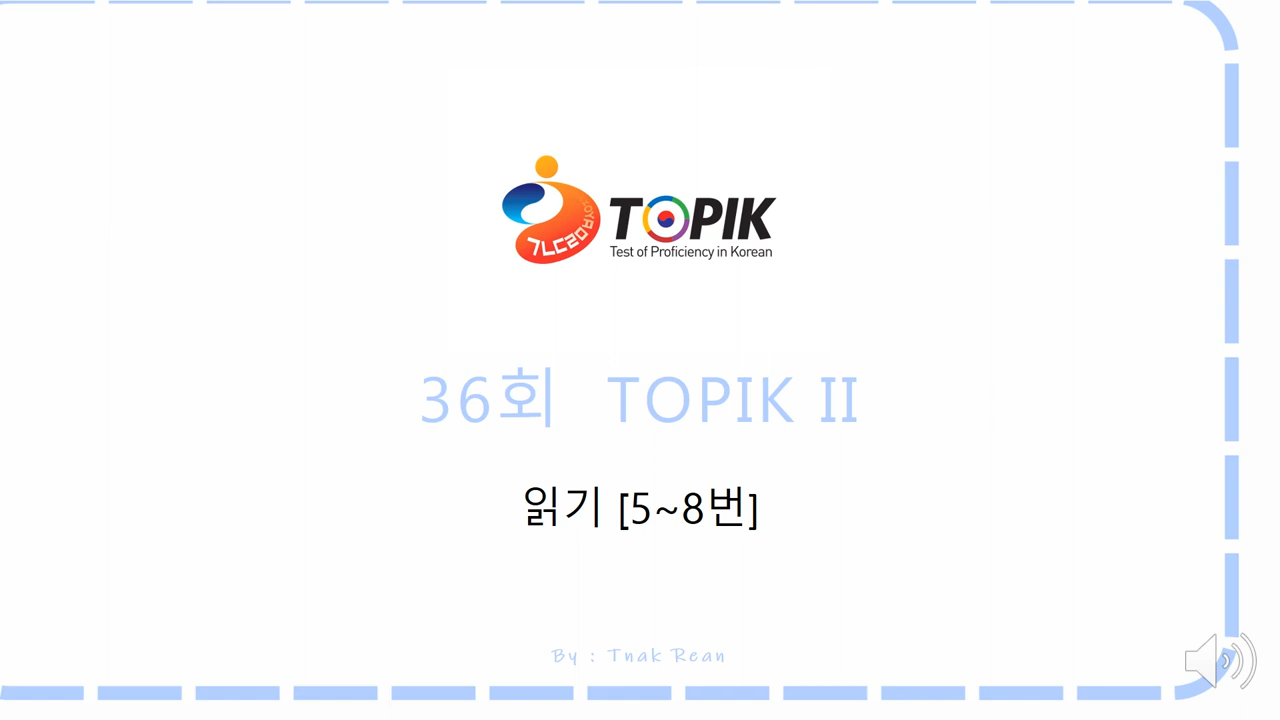 TOPIK
Test of Proficiency in Korean
36회 TOPIK II
읽기 [5~8번]
By : Tnak Rean